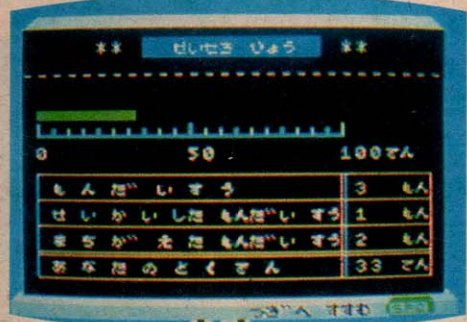 ** せいせき ひょう **
0 50 100てん
もんだいすう 3 もん
せいかいした もんだいすう 1 もん
まちがえた もんだいすう 2 もん
あなたのとくてん 33 てん
つぎへ すすむ